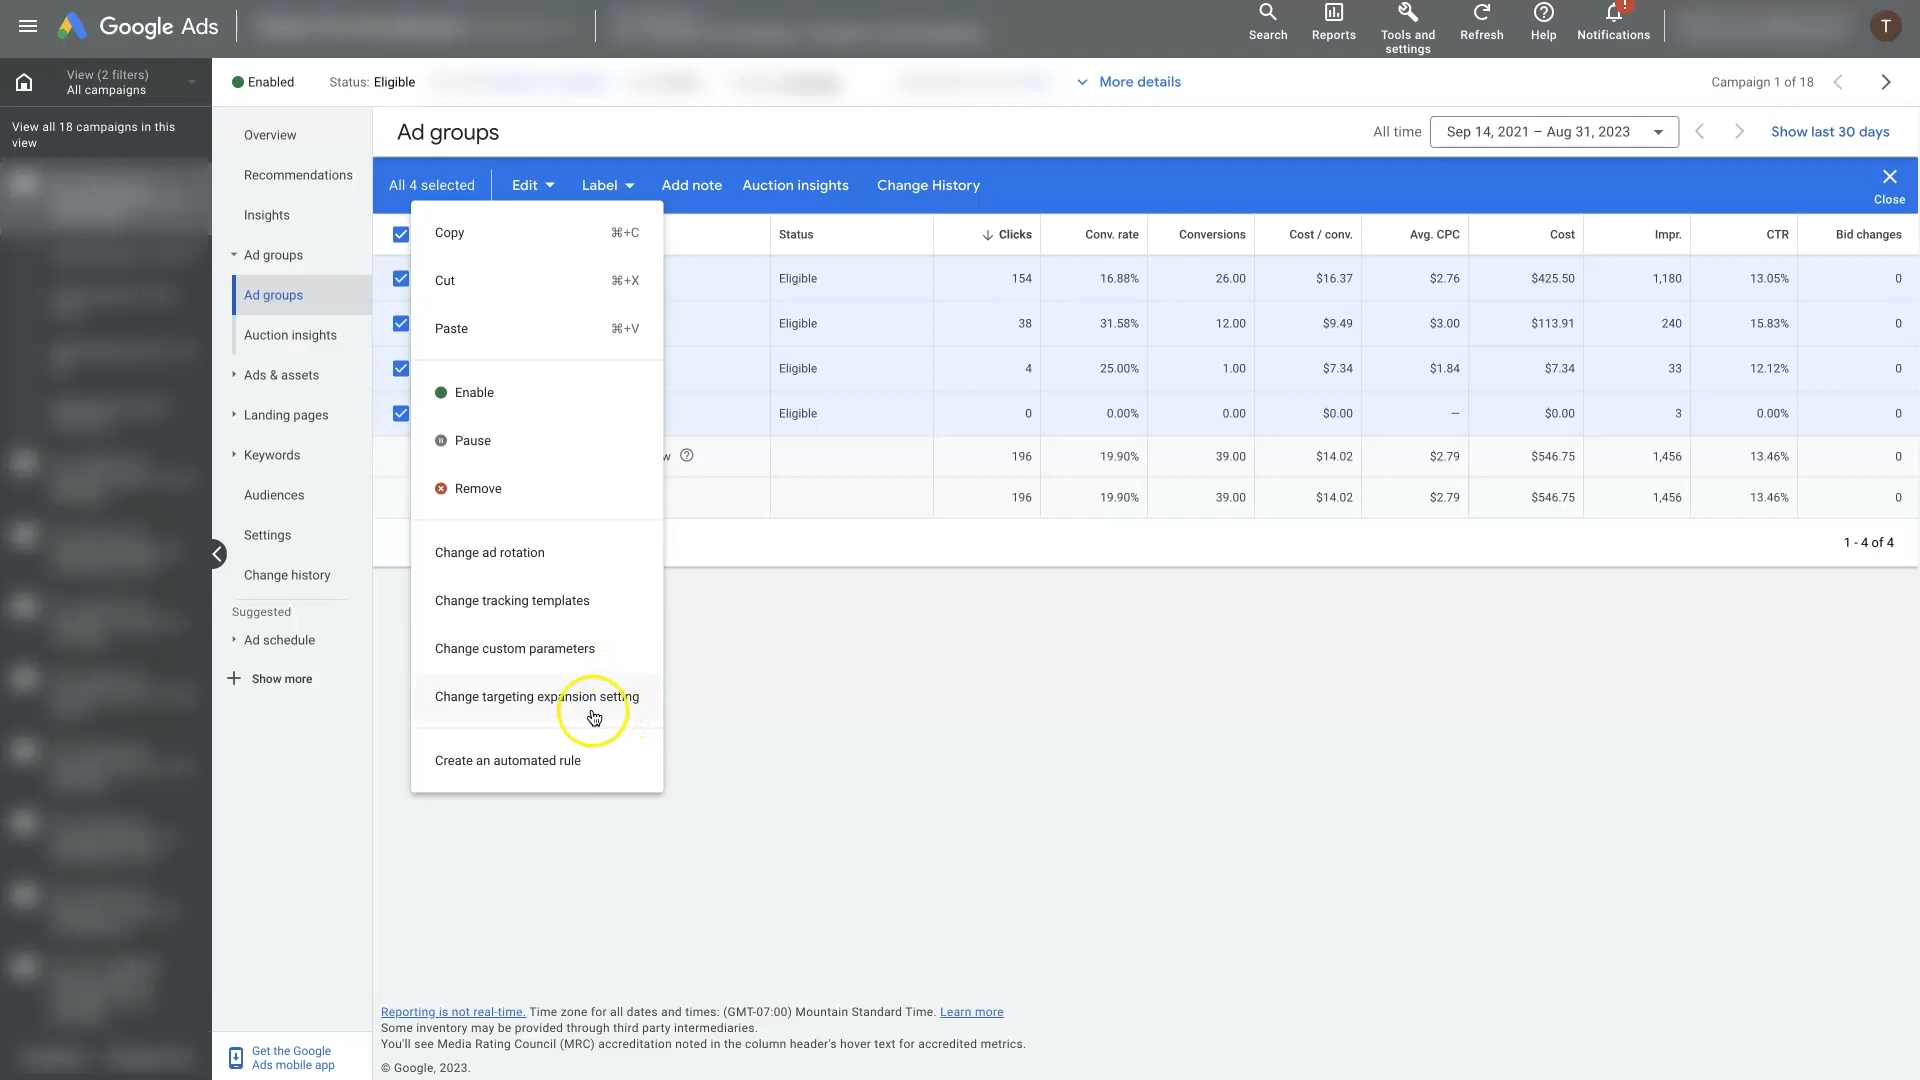 Google Ads
Search
Reports
Tools and
settings
Refresh
Help
!
Notifications
T
View (2 filters)
All campaigns
Enabled
Status: Eligible
More details
Campaign 1 of 18
View all 18 campaigns in this
view
Overview
Recommendations
Insights
Ad groups
Ad groups
Auction insights
Ads & assets
Landing pages
Keywords
Audiences
Settings
Change history
Suggested
Ad schedule
Show more
Get the Google
Ads mobile app
Ad groups
All time
Sep 14, 2021 – Aug 31, 2023
Show last 30 days
All 4 selected
Edit
Label
Add note
Auction insights
Change History
Close
Copy ⌘+C
Cut ⌘+X
Paste ⌘+V
Enable
Pause
Remove
Change ad rotation
Change tracking templates
Change custom parameters
Change targeting expansion setting
Create an automated rule
Status Clicks Conv. rate Conversions Cost / conv. Avg. CPC Cost Impr. CTR Bid changes
Eligible 154 16.88% 26.00 $16.37 $2.76 $425.50 1,180 13.05% 0
Eligible 38 31.58% 12.00 $9.49 $3.00 $113.91 240 15.83% 0
Eligible 4 25.00% 1.00 $7.34 $1.84 $7.34 33 12.12% 0
Eligible 0 0.00% 0.00 $0.00 — $0.00 3 0.00% 0
w 196 19.90% 39.00 $14.02 $2.79 $546.75 1,456 13.46% 0
196 19.90% 39.00 $14.02 $2.79 $546.75 1,456 13.46% 0
1 - 4 of 4
Reporting is not real-time. Time zone for all dates and times: (GMT-07:00) Mountain Standard Time. Learn more
Some inventory may be provided through third party intermediaries.
You'll see Media Rating Council (MRC) accreditation noted in the column header's hover text for accredited metrics.
© Google, 2023.